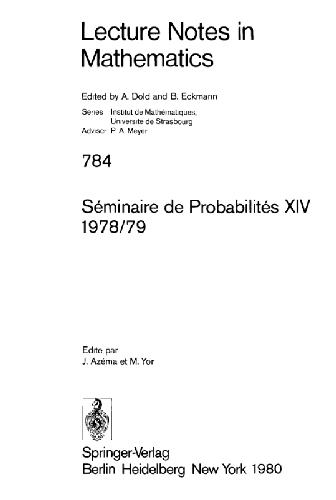 Lecture Notes in
Mathematics
Edited by A. Dold and B. Eckmann
Series: Institut de Mathématiques,
Université de Strasbourg
Adviser: P. A. Meyer
784
Séminaire de Probabilités XIV
1978/79
Edité par
J. Azéma et M. Yor
Springer-Verlag
Berlin Heidelberg New York 1980